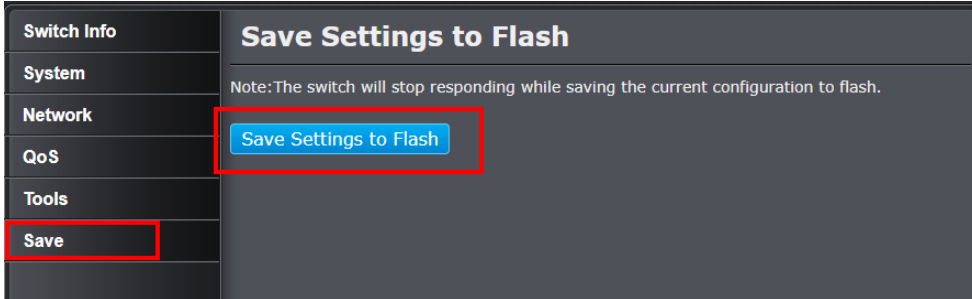 Switch Info
System
Network
QoS
Tools
Save
Save Settings to Flash
Note:The switch will stop responding while saving the current configuration to flash.
Save Settings to Flash